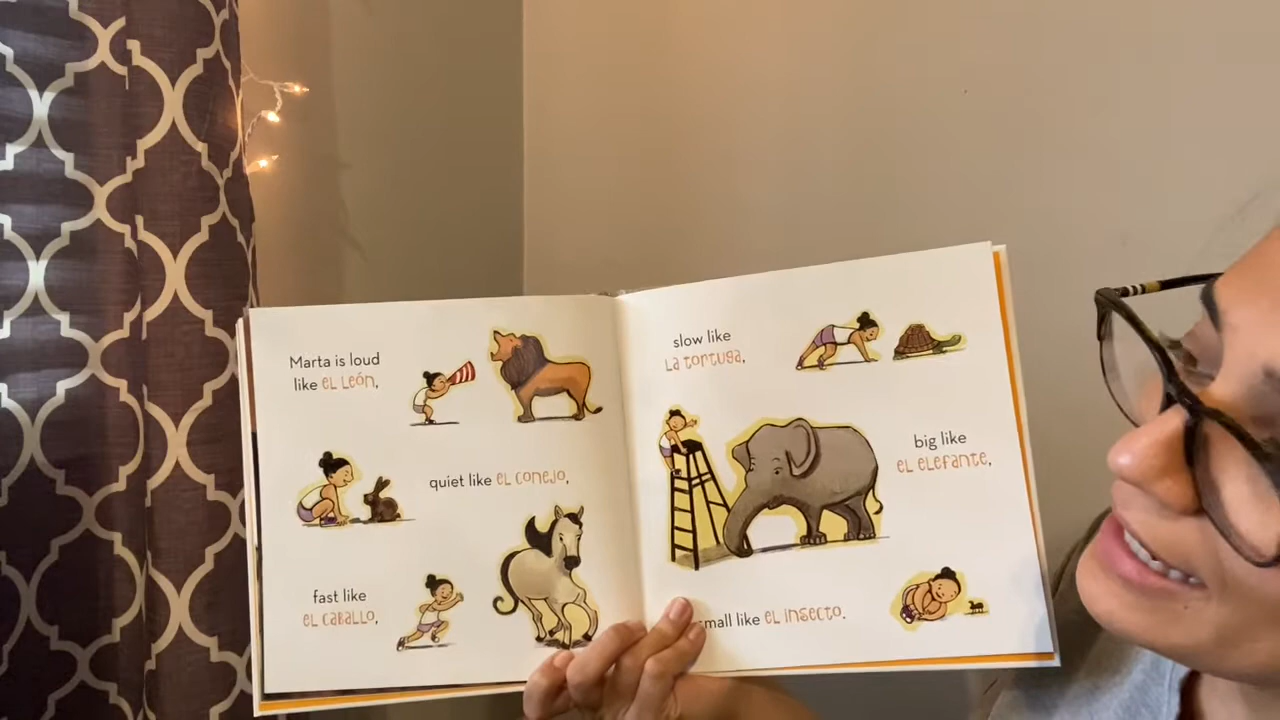 Marta is loud
like el león,
quiet like el conejo,
fast like
el caballo,
slow like
la tortuga,
big like
el elefante,
small like el insecto.